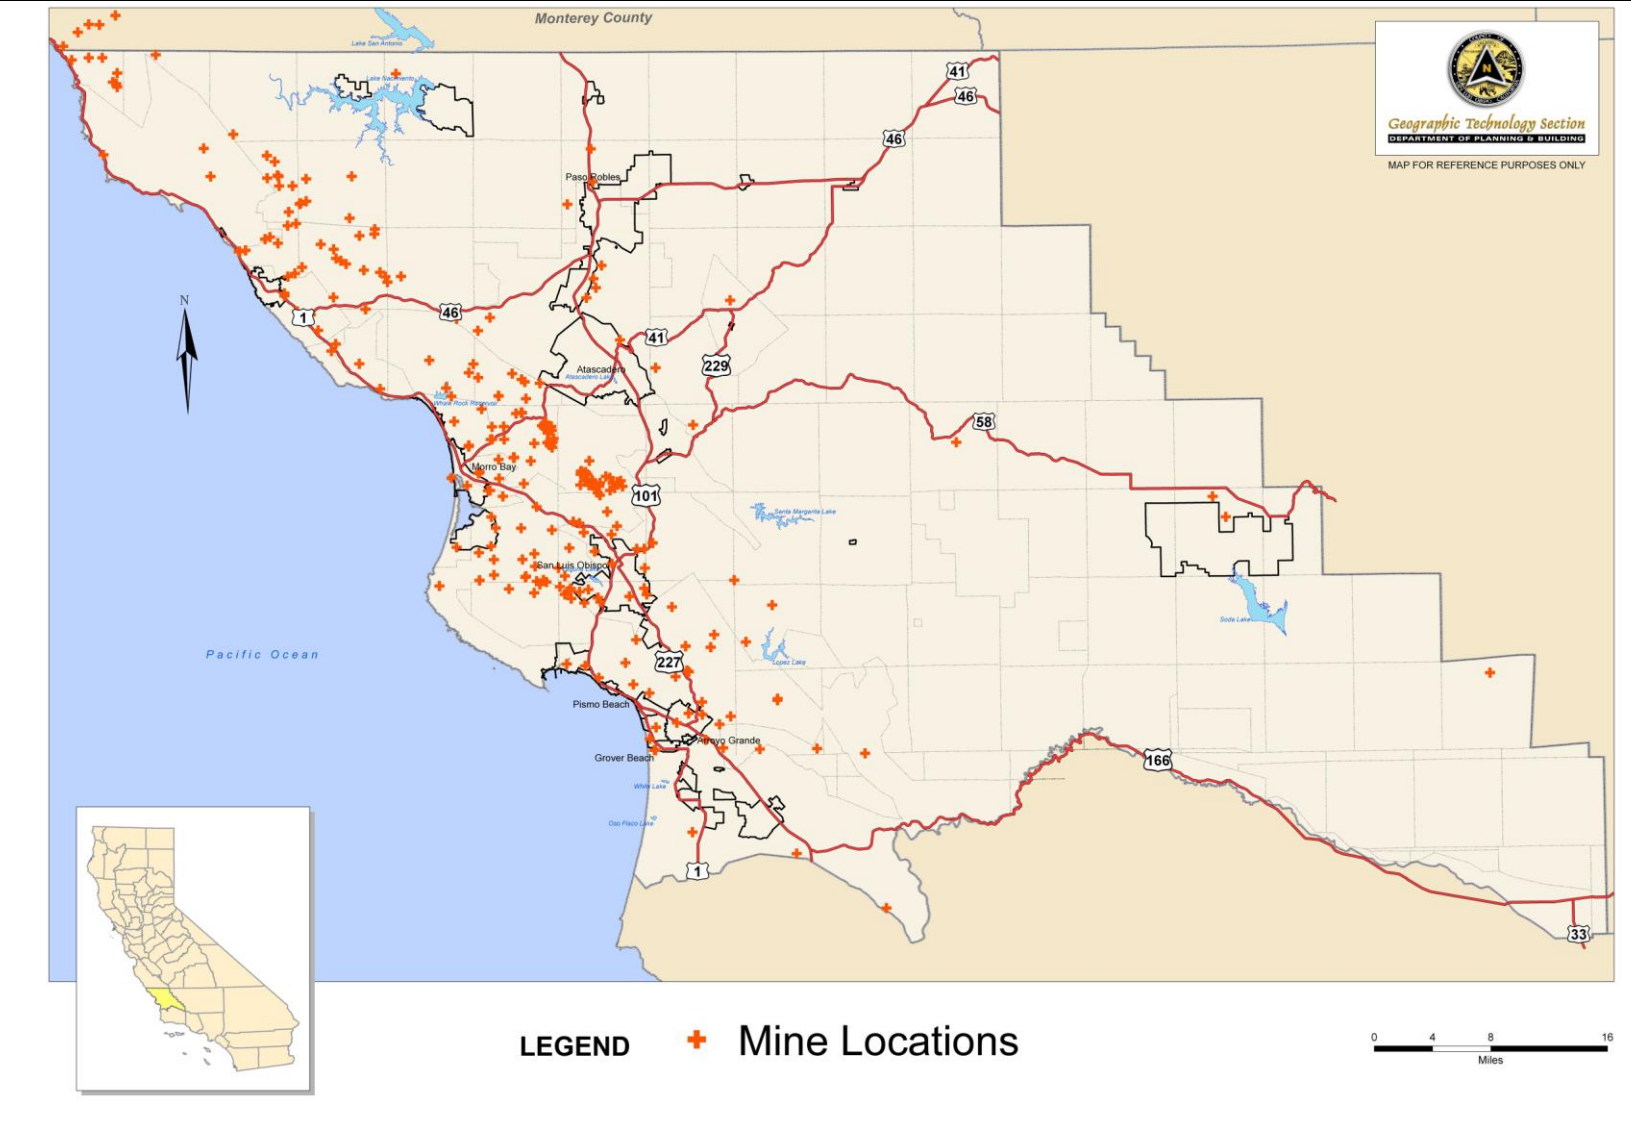 Monterey County
Lake San Antonio
41
46
Lake Nacimiento
46
Geographic Technology Section
DEPARTMENT OF PLANNING & BUILDING
MAP FOR REFERENCE PURPOSES ONLY
Paso Robles
N
46
1
41
229
Atascadero
Atascadero Lake
Whale Rock Reservoir
58
Morro Bay
101
Santa Margarita Lake
San Luis Obispo
Soda Lake
Pacific Ocean
227
Lopez Lake
Pismo Beach
Arroyo Grande
Grover Beach
166
White Lake
Oso Flaco Lake
1
33
LEGEND
Mine Locations
0 4 8 16
Miles